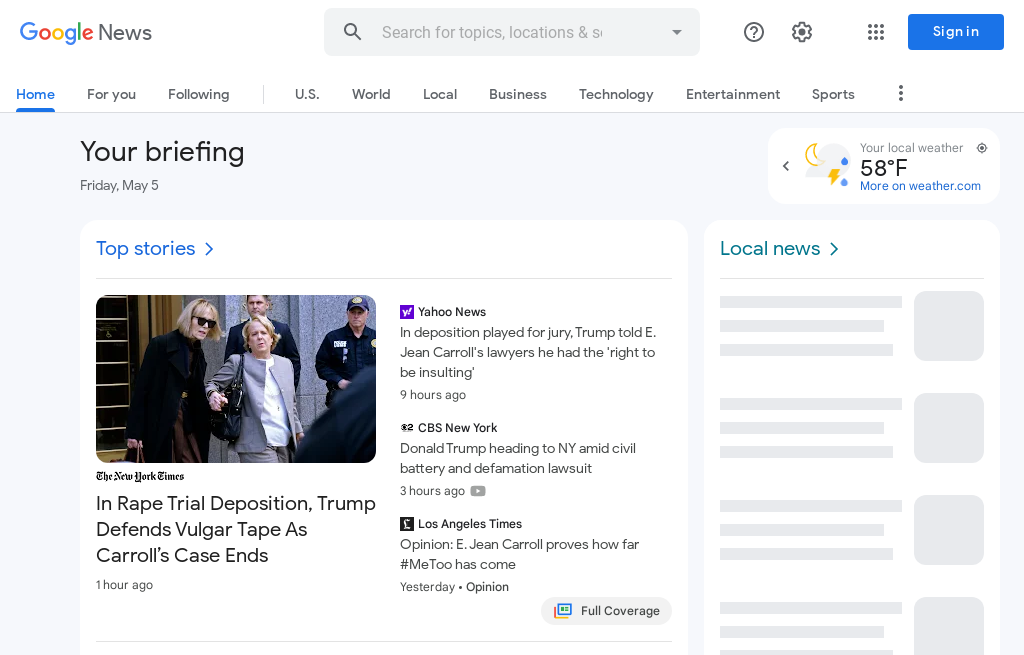 Google News
Search for topics, locations & so
Sign in
Home
For you
Following
U.S.
World
Local
Business
Technology
Entertainment
Sports
Your briefing
Friday, May 5
Your local weather
58°F
More on weather.com
Top stories
The New York Times
In Rape Trial Deposition, Trump
Defends Vulgar Tape As
Carroll's Case Ends
1 hour ago
Yahoo News
In deposition played for jury, Trump told E.
Jean Carroll's lawyers he had the 'right to
be insulting'
9 hours ago
CBS New York
Donald Trump heading to NY amid civil
battery and defamation lawsuit
3 hours ago
Los Angeles Times
Opinion: E. Jean Carroll proves how far
#MeToo has come
Yesterday • Opinion
Full Coverage
Local news